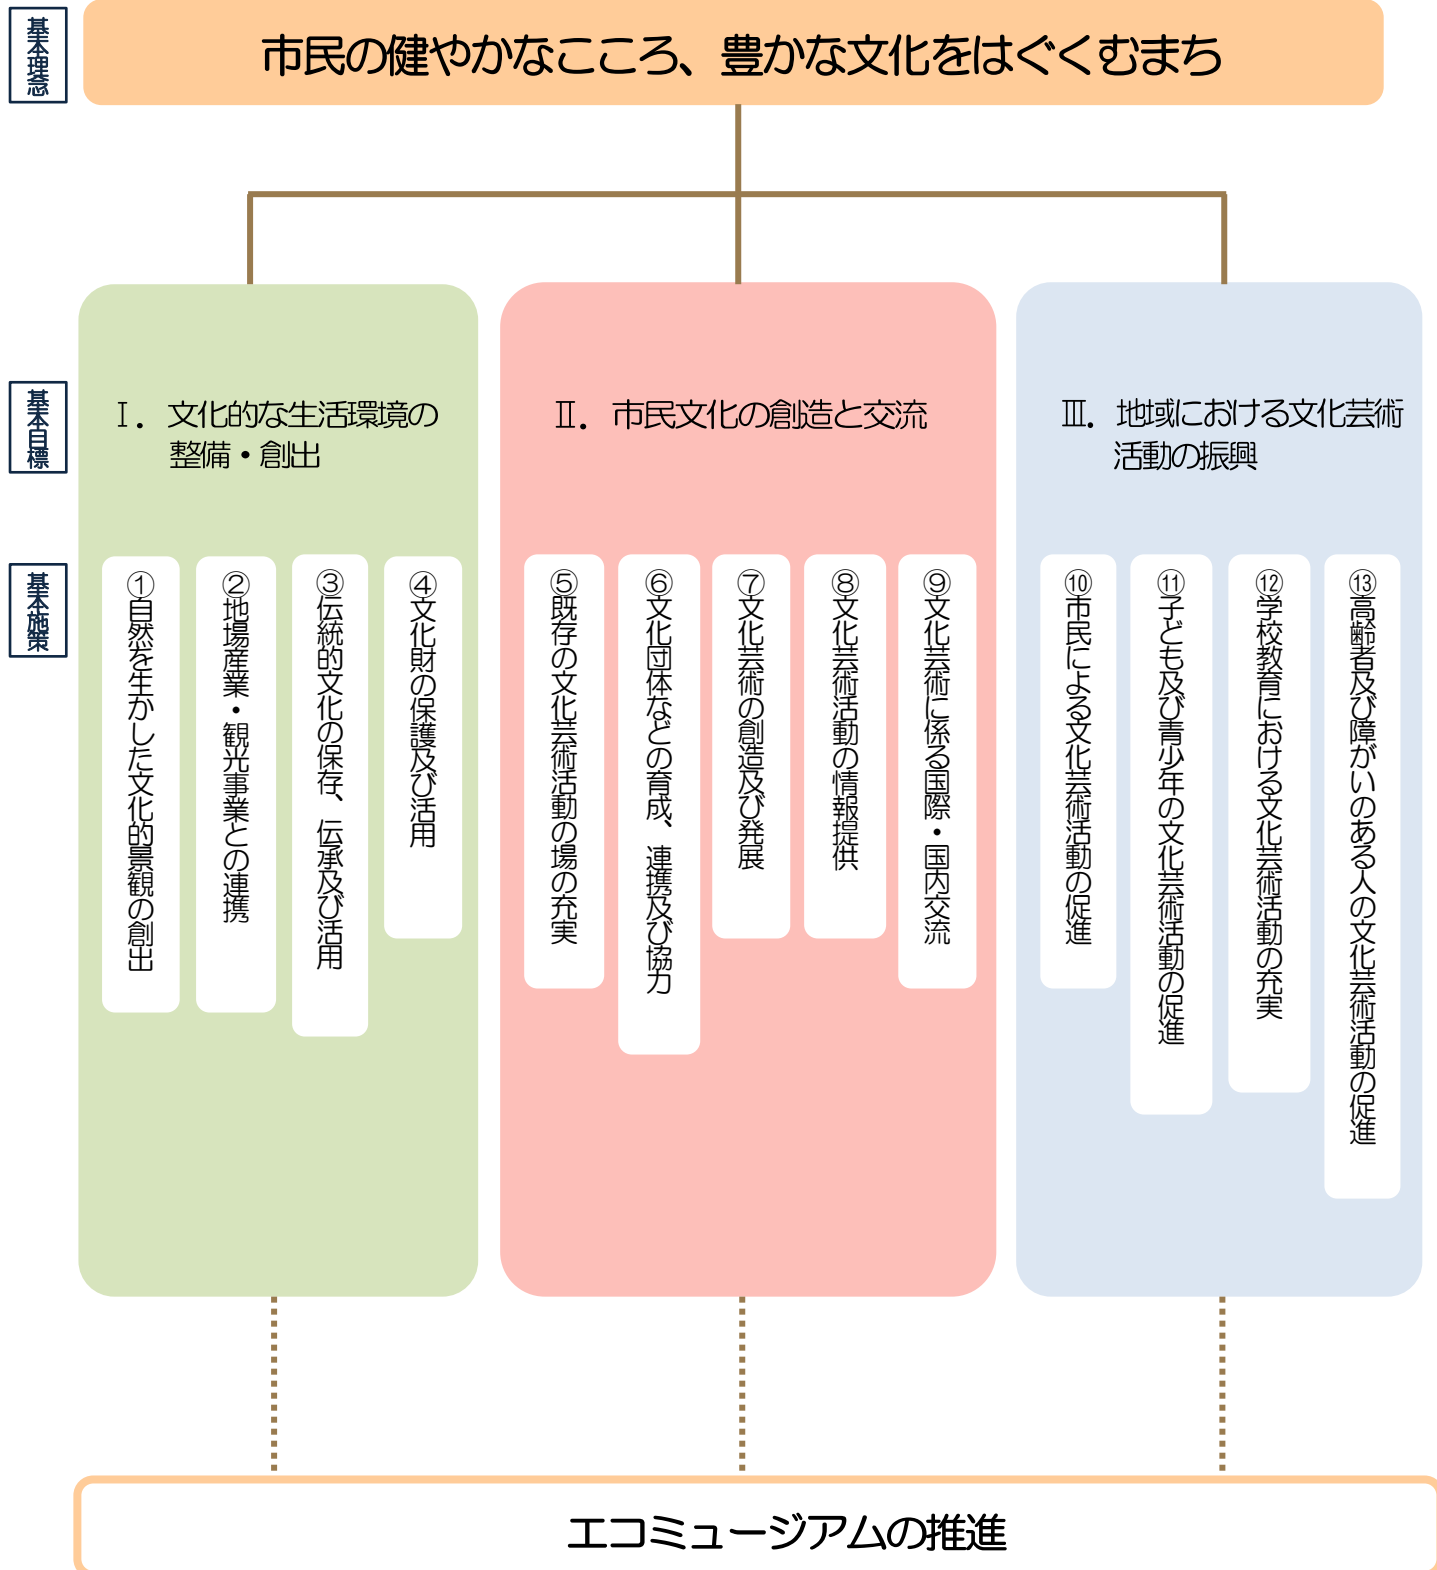 基本理念
市民の健やかなこころ、豊かな文化をはぐくむまち
基本目標
Ⅰ．文化的な生活環境の
整備・創出
Ⅱ．市民文化の創造と交流
Ⅲ．地域における文化芸術
活動の振興
基本施策
①自然を生かした文化的景観の創出
②地場産業・観光事業との連携
③伝統的文化の保存、伝承及び活用
④文化財の保護及び活用
⑤既存の文化芸術活動の場の充実
⑥文化団体などの育成、連携及び協力
⑦文化芸術の創造及び発展
⑧文化芸術活動の情報提供
⑨文化芸術に係る国際・国内交流
⑩市民による文化芸術活動の促進
⑪子ども及び青少年の文化芸術活動の促進
⑫学校教育における文化芸術活動の充実
⑬高齢者及び障がいのある人の文化芸術活動の促進
エコミュージアムの推進